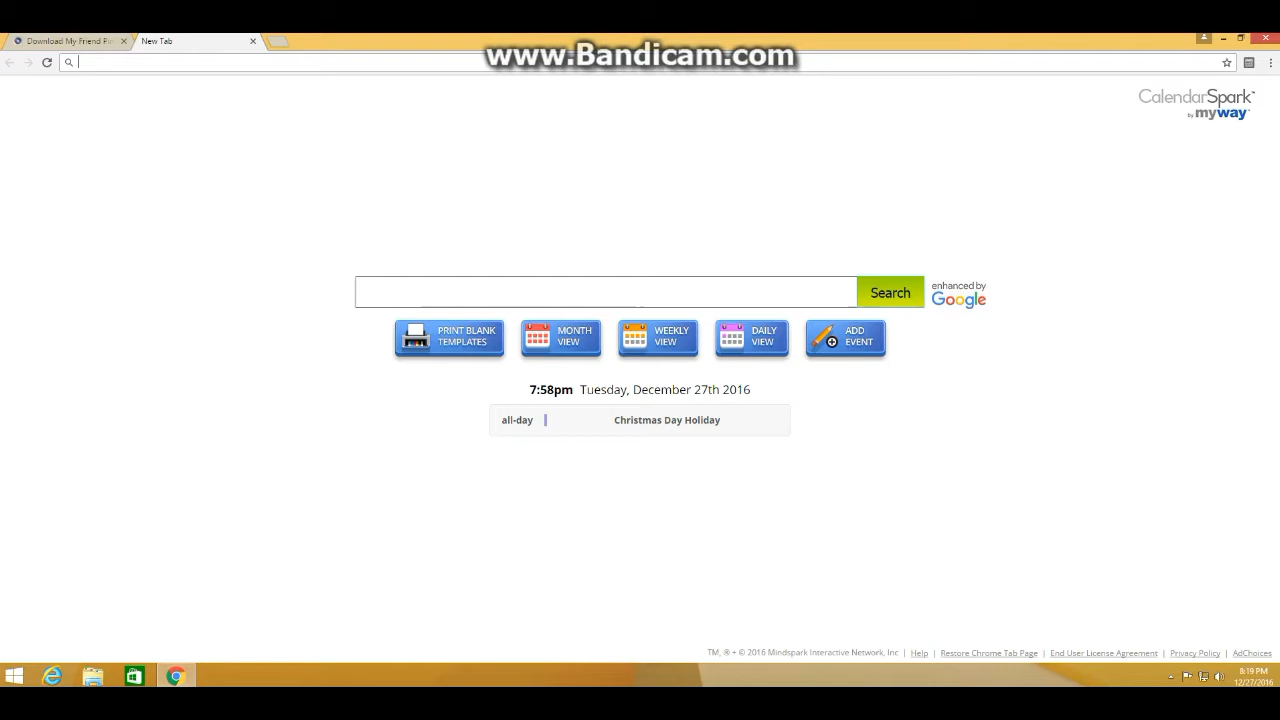 www.Bandicam.com
Download My Friend P
New Tab
CalendarSpark™
by myway™
Search
enhanced by
Google
PRINT BLANK
TEMPLATES
MONTH
VIEW
WEEKLY
VIEW
DAILY
VIEW
ADD
EVENT
7:58pm Tuesday, December 27th 2016
all-day Christmas Day Holiday
TM, ® + © 2016 Mindspark Interactive Network, Inc | Help | Restore Chrome Tab Page | End User License Agreement | Privacy Policy | AdChoices
8:19 PM
12/27/2016